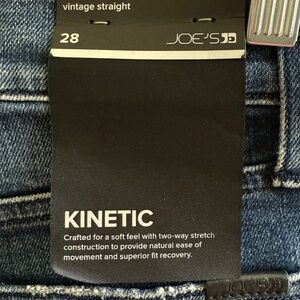 vintage straight
28 JOE'S
KINETIC
Crafted for a soft feel with two-way stretch
construction to provide natural ease of
movement and superior fit recovery.
JOE'S